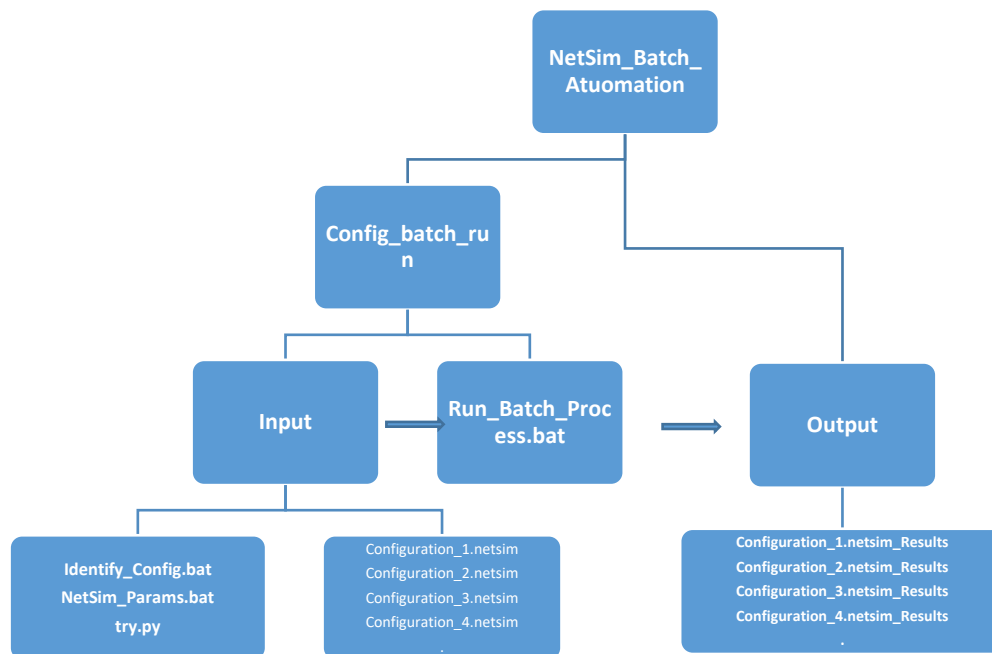 NetSim_Batch_
Atuomation
Config_batch_ru
n
Input
Run_Batch_Proc
ess.bat
Output
Identify_Config.bat
NetSim_Params.bat
try.py
Configuration_1.netsim
Configuration_2.netsim
Configuration_3.netsim
Configuration_4.netsim
.
Configuration_1.netsim_Results
Configuration_2.netsim_Results
Configuration_3.netsim_Results
Configuration_4.netsim_Results
.